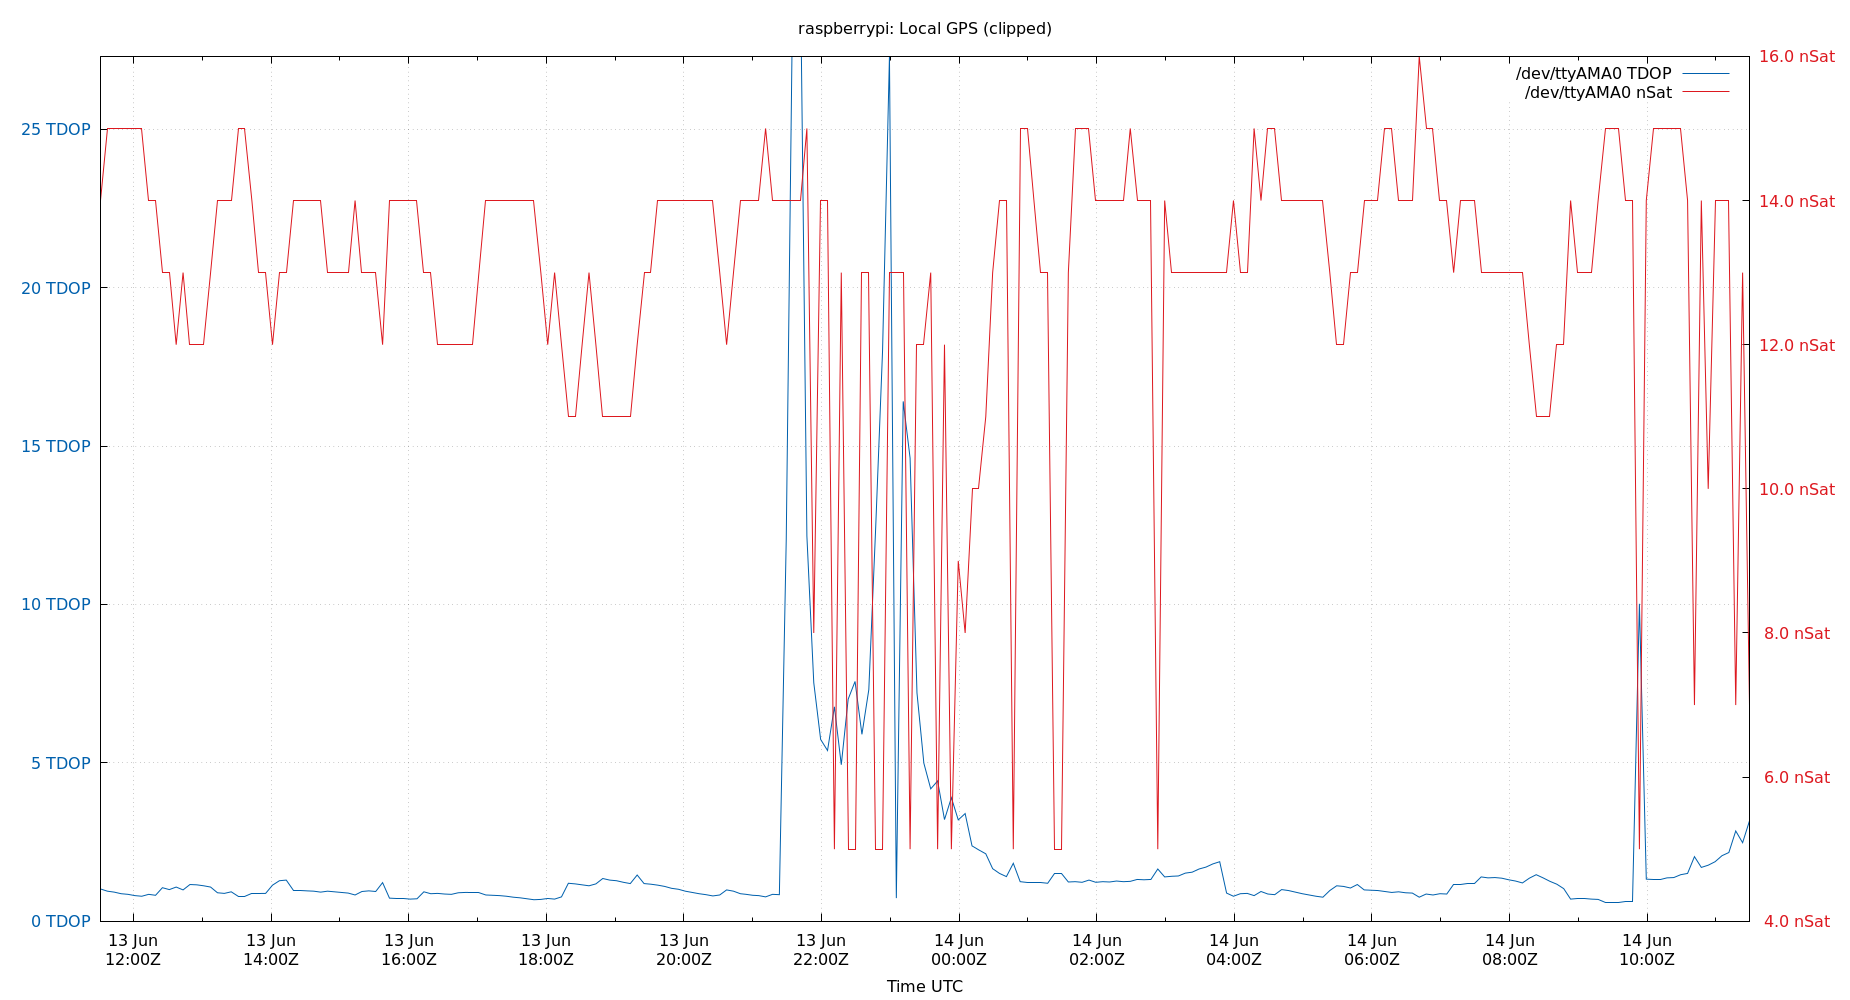 raspberrypi: Local GPS (clipped)
/dev/ttyAMA0 TDOP
/dev/ttyAMA0 nSat
25 TDOP
20 TDOP
15 TDOP
10 TDOP
5 TDOP
0 TDOP
16.0 nSat
14.0 nSat
12.0 nSat
10.0 nSat
8.0 nSat
6.0 nSat
4.0 nSat
13 Jun
12:00Z
13 Jun
14:00Z
13 Jun
16:00Z
13 Jun
18:00Z
13 Jun
20:00Z
13 Jun
22:00Z
14 Jun
00:00Z
14 Jun
02:00Z
14 Jun
04:00Z
14 Jun
06:00Z
14 Jun
08:00Z
14 Jun
10:00Z
Time UTC